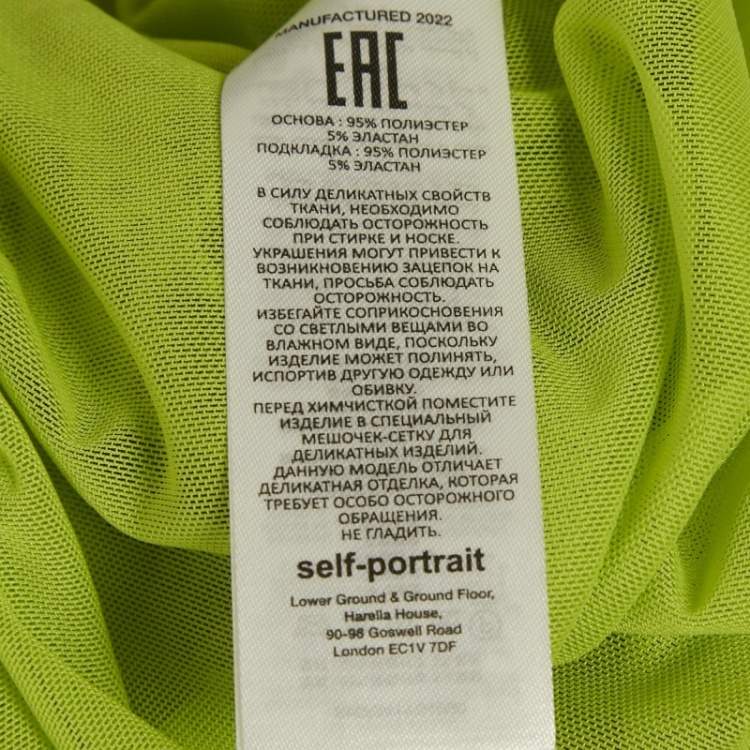 MANUFACTURED 2022
EAC
ОСНОВА : 95% ПОЛИЭСТЕР
5% ЭЛАСТАН
ПОДКЛАДКА : 95% ПОЛИЭСТЕР
5% ЭЛАСТАН
В СИЛУ ДЕЛИКАТНЫХ СВОЙСТВ
ТКАНИ, НЕОБХОДИМО
СОБЛЮДАТЬ ОСТОРОЖНОСТЬ
ПРИ СТИРКЕ И НОСКЕ.
УКРАШЕНИЯ МОГУТ ПРИВЕСТИ К
ВОЗНИКНОВЕНИЮ ЗАЦЕПОК НА
ТКАНИ, ПРОСЬБА СОБЛЮДАТЬ
ОСТОРОЖНОСТЬ.
ИЗБЕГАЙТЕ СОПРИКОСНОВЕНИЯ
СО СВЕТЛЫМИ ВЕЩАМИ ВО
ВЛАЖНОМ ВИДЕ, ПОСКОЛЬКУ
ИЗДЕЛИЕ МОЖЕТ ПОЛИНЯТЬ,
ИСПОРТИВ ДРУГУЮ ОДЕЖДУ ИЛИ
ОБИВКУ.
ПЕРЕД ХИМЧИСТКОЙ ПОМЕСТИТЕ
ИЗДЕЛИЕ В СПЕЦИАЛЬНЫЙ
МЕШОЧЕК-СЕТКУ ДЛЯ
ДЕЛИКАТНЫХ ИЗДЕЛИЙ.
ДАННУЮ МОДЕЛЬ ОТЛИЧАЕТ
ДЕЛИКАТНАЯ ОТДЕЛКА, КОТОРАЯ
ТРЕБУЕТ ОСОБО ОСТОРОЖНОГО
ОБРАЩЕНИЯ.
НЕ ГЛАДИТЬ.
self-portrait
Lower Ground & Ground Floor,
Harella House,
90-98 Goswell Road
London EC1V 7DF